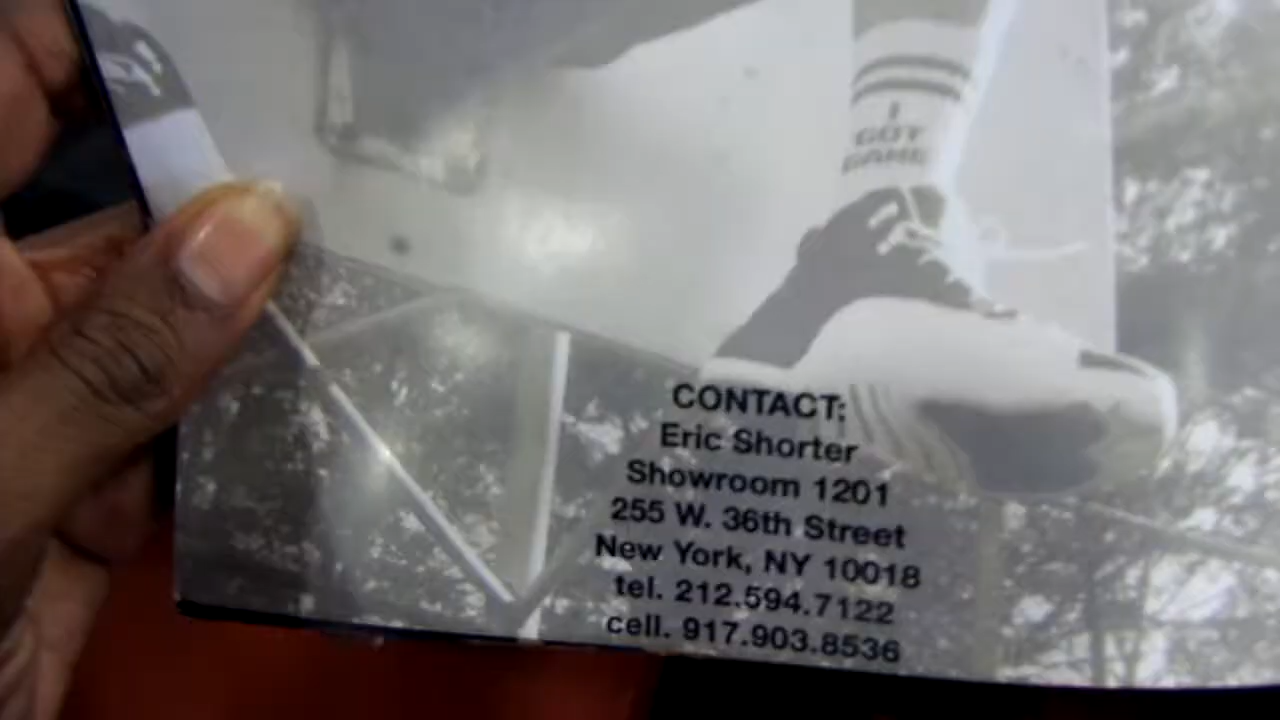 I
GOT
GAME
CONTACT:
Eric Shorter
Showroom 1201
255 W. 36th Street
New York, NY 10018
tel. 212.594.7122
cell. 917.903.8536